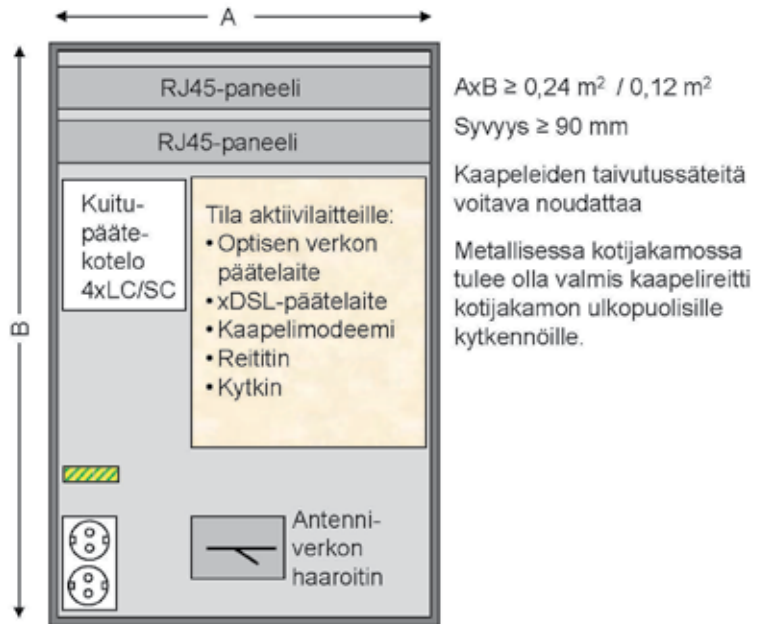 A
RJ45-paneeli
RJ45-paneeli
Kuitu-
pääte-
kotelo
4xLC/SC
Tila aktiivilaitteille:
• Optisen verkon
päätelaite
• xDSL-päätelaite
• Kaapelimodeemi
• Reititin
• Kytkin
B
Antenni-
verkon
haaroitin
AxB ≥ 0,24 m² / 0,12 m²
Syvyys ≥ 90 mm
Kaapeleiden taivutussäteitä
voitava noudattaa
Metallisessa kotijakamossa
tulee olla valmis kaapelireitti
kotijakamon ulkopuolisille
kytkennöille.